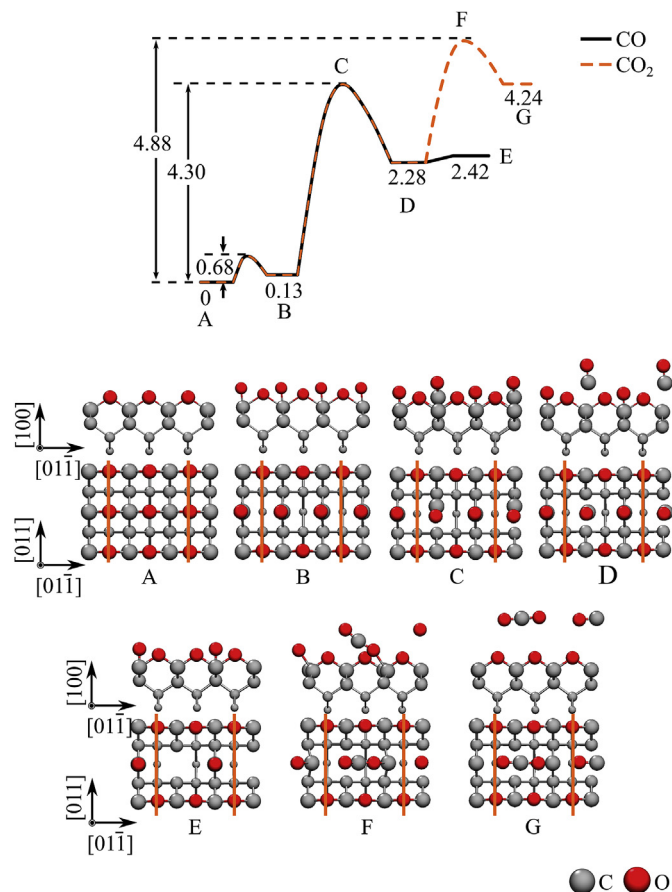 F
CO
CO₂
C
4.24
G
4.88
4.30
E
2.28
2.42
D
0.68
0
0.13
A
B
[100]
[011̄]
[011]
[011̄]
A
B
C
D
[100]
[011̄]
[011]
[011̄]
E
F
G
C
O